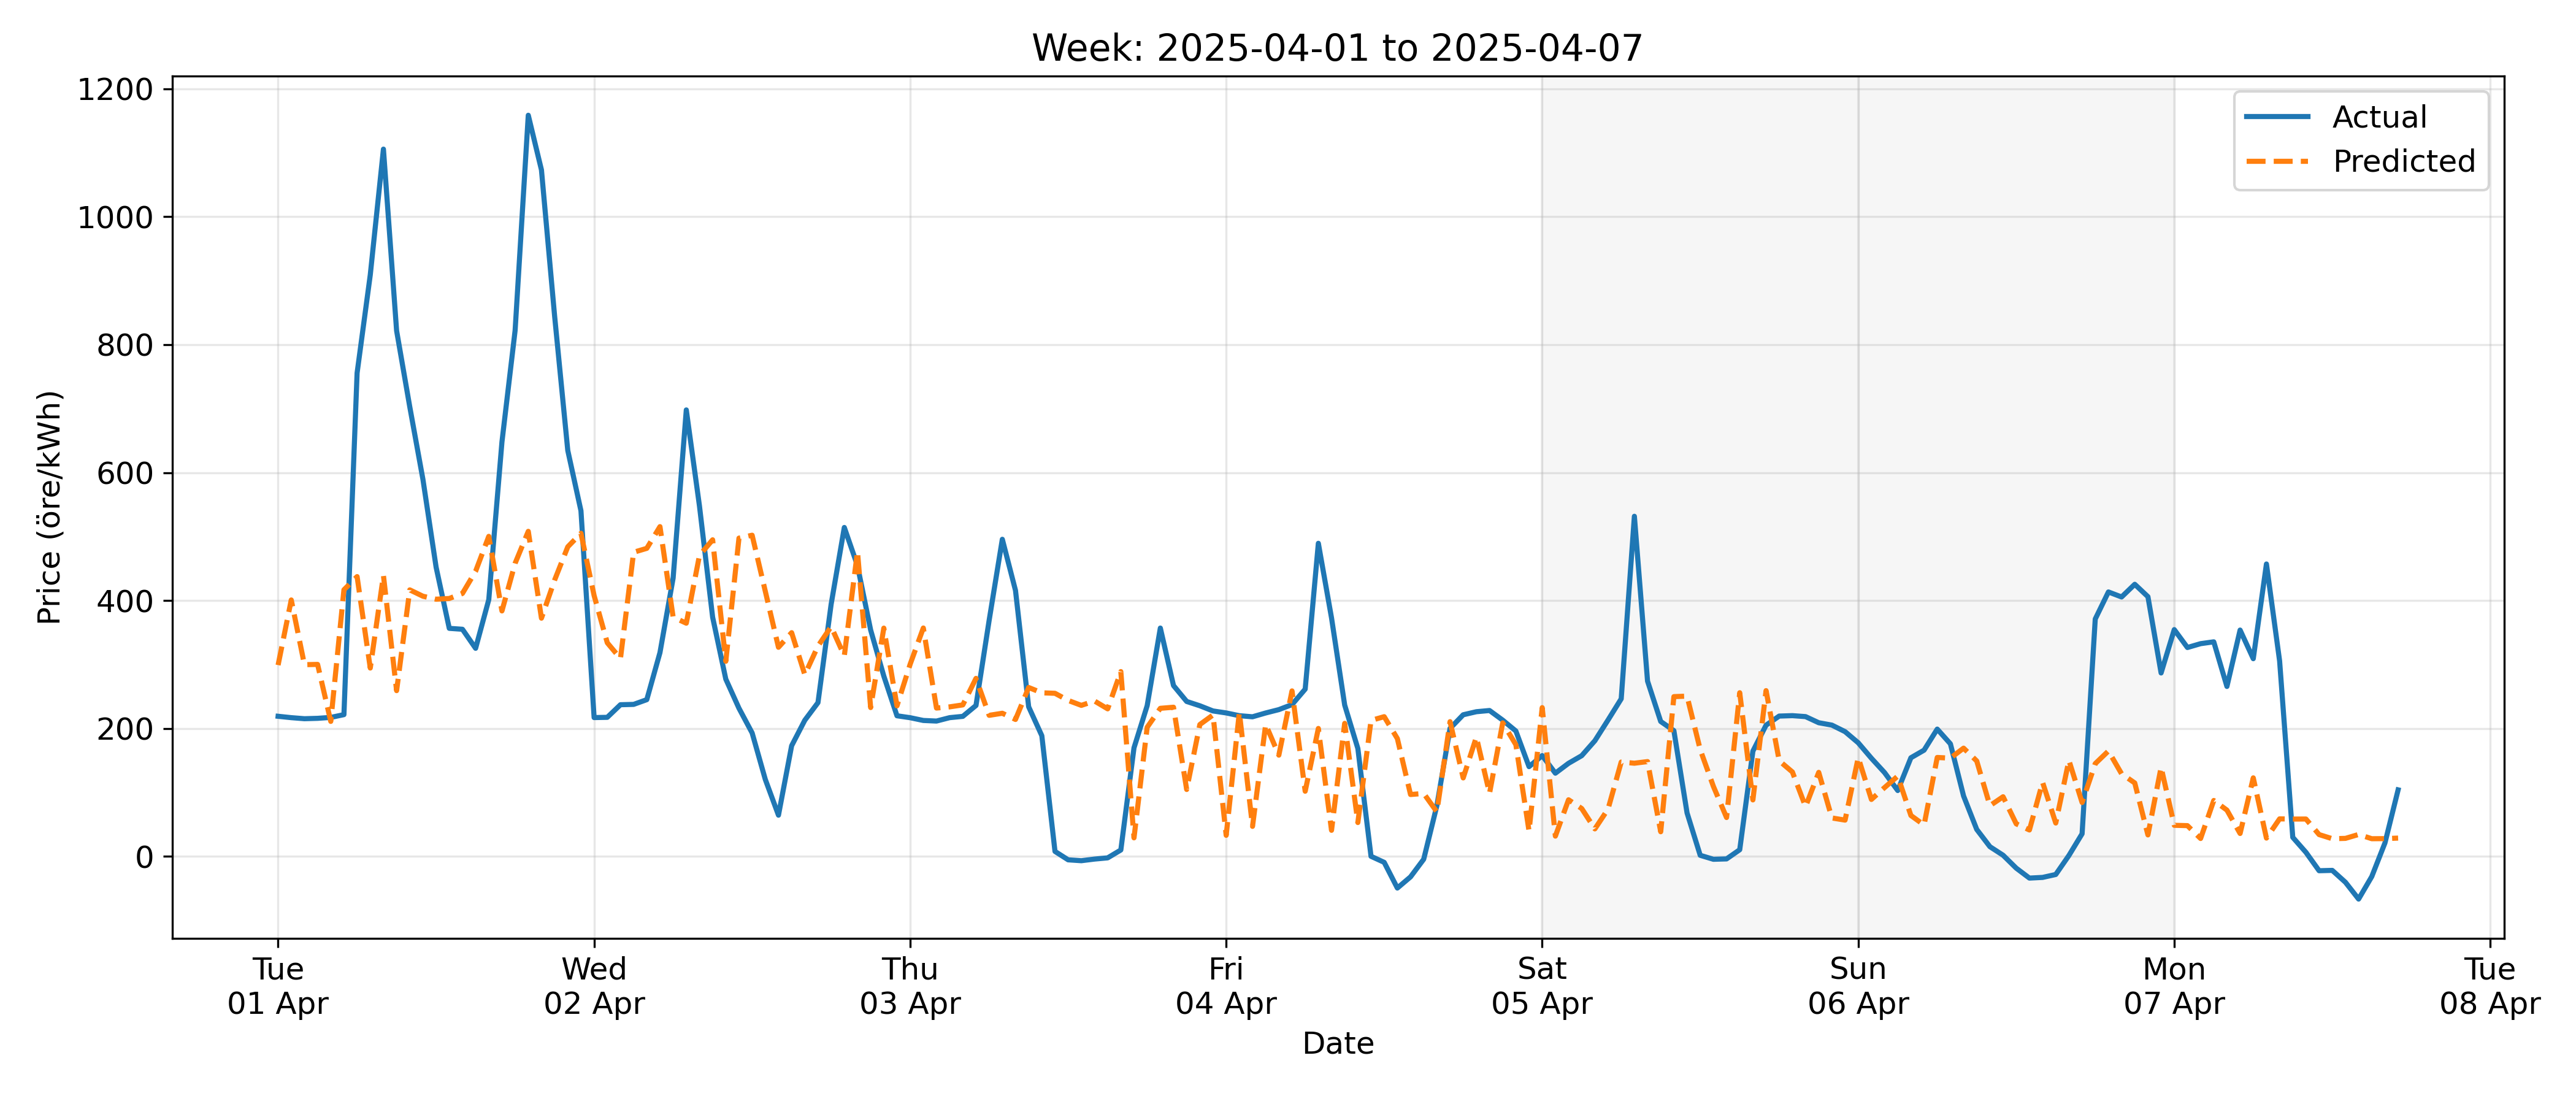 Week: 2025-04-01 to 2025-04-07
1200
1000
800
600
400
200
0
Price (öre/kWh)
Actual
Predicted
Tue
01 Apr
Wed
02 Apr
Thu
03 Apr
Fri
04 Apr
Sat
05 Apr
Sun
06 Apr
Mon
07 Apr
Tue
08 Apr
Date